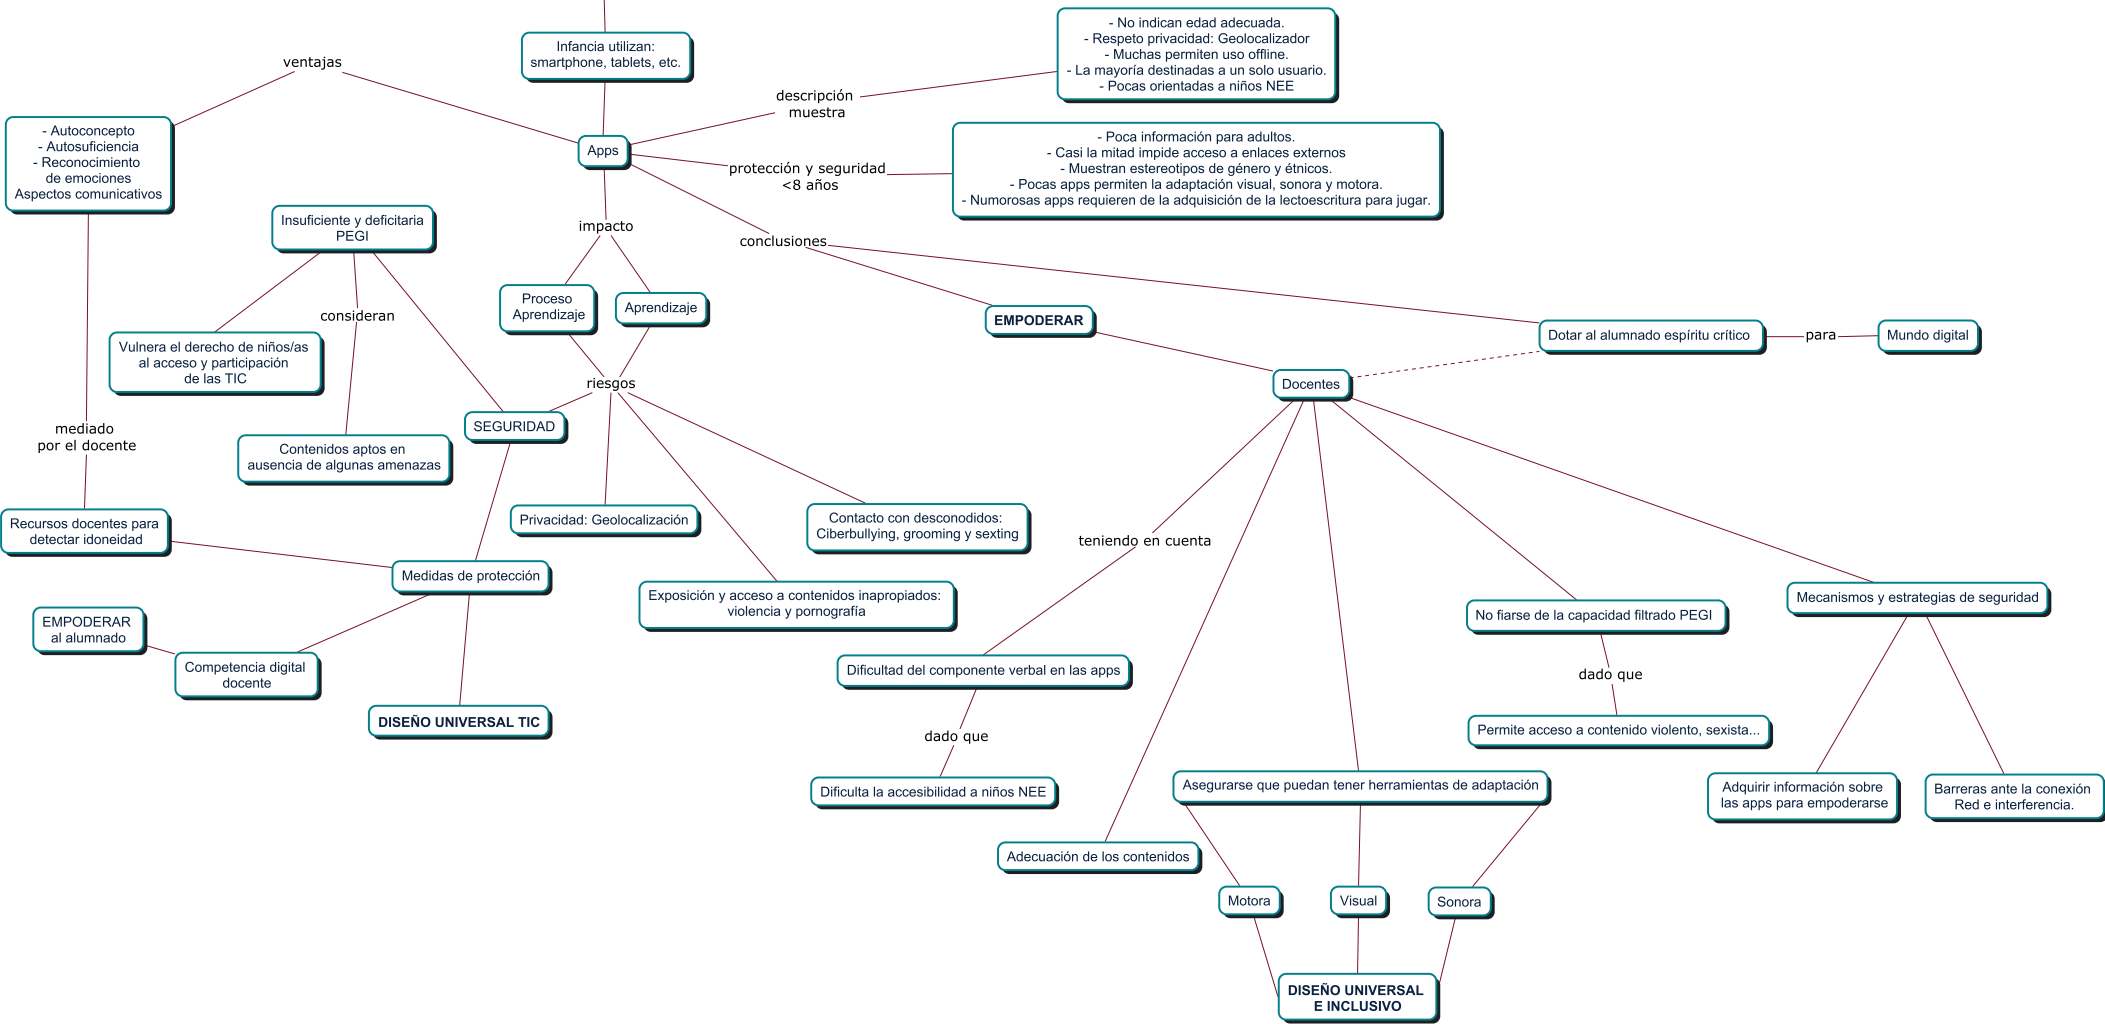 Infancia utilizan:
smartphone, tablets, etc.
ventajas
- Autoconcepto
- Autosuficiencia
- Reconocimiento
de emociones
Aspectos comunicativos
Apps
descripción
muestra
- No indican edad adecuada.
- Respeto privacidad: Geolocalizador
- Muchas permiten uso offline.
- La mayoría destinadas a un solo usuario.
- Pocas orientadas a niños NEE
protección y seguridad
<8 años
- Poca información para adultos.
- Casi la mitad impide acceso a enlaces externos
- Muestran estereotipos de género y étnicos.
- Pocas apps permiten la adaptación visual, sonora y motora.
- Numorosas apps requieren de la adquisición de la lectoescritura para jugar.
Insuficiente y deficitaria
PEGI
impacto
conclusiones
Proceso
Aprendizaje
Aprendizaje
consideran
EMPODERAR
Dotar al alumnado espíritu crítico
para
Mundo digital
Vulnera el derecho de niños/as
al acceso y participación
de las TIC
riesgos
Docentes
SEGURIDAD
mediado
por el docente
Contenidos aptos en
ausencia de algunas amenazas
Recursos docentes para
detectar idoneidad
Privacidad: Geolocalización
Contacto con desconodidos:
Ciberbullying, grooming y sexting
teniendo en cuenta
Medidas de protección
Exposición y acceso a contenidos inapropiados:
violencia y pornografía
No fiarse de la capacidad filtrado PEGI
Mecanismos y estrategias de seguridad
EMPODERAR
al alumnado
Competencia digital
docente
Dificultad del componente verbal en las apps
dado que
DISEÑO UNIVERSAL TIC
dado que
Permite acceso a contenido violento, sexista...
Dificulta la accesibilidad a niños NEE
Asegurarse que puedan tener herramientas de adaptación
Adquirir información sobre
las apps para empoderarse
Barreras ante la conexión
Red e interferencia.
Adecuación de los contenidos
Motora
Visual
Sonora
DISEÑO UNIVERSAL
E INCLUSIVO